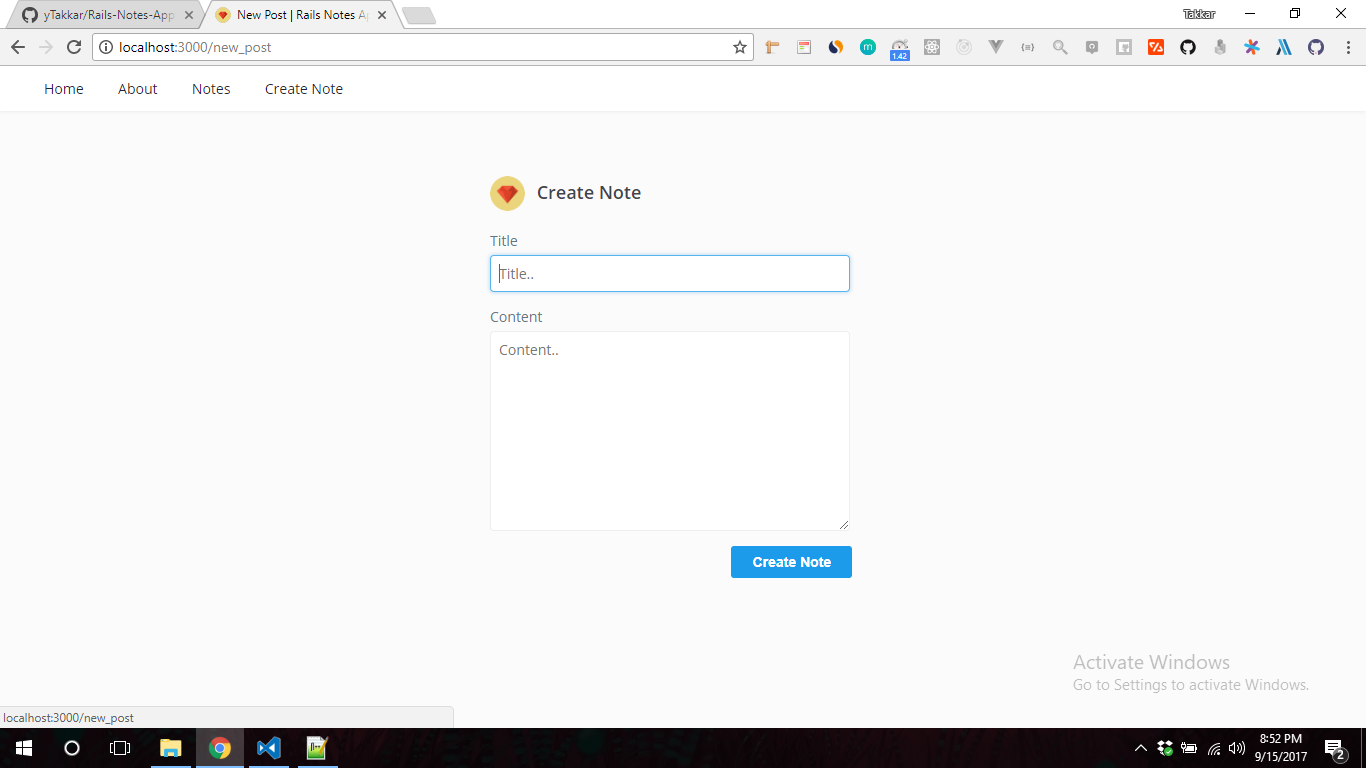 yTakkar/Rails-Notes-App
New Post | Rails Notes A
Takkar
localhost:3000/new_post
1.42
Home About Notes Create Note
Create Note
Title
Title..
Content
Content..
Create Note
Activate Windows
Go to Settings to activate Windows.
localhost:3000/new_post
8:52 PM
9/15/2017
2